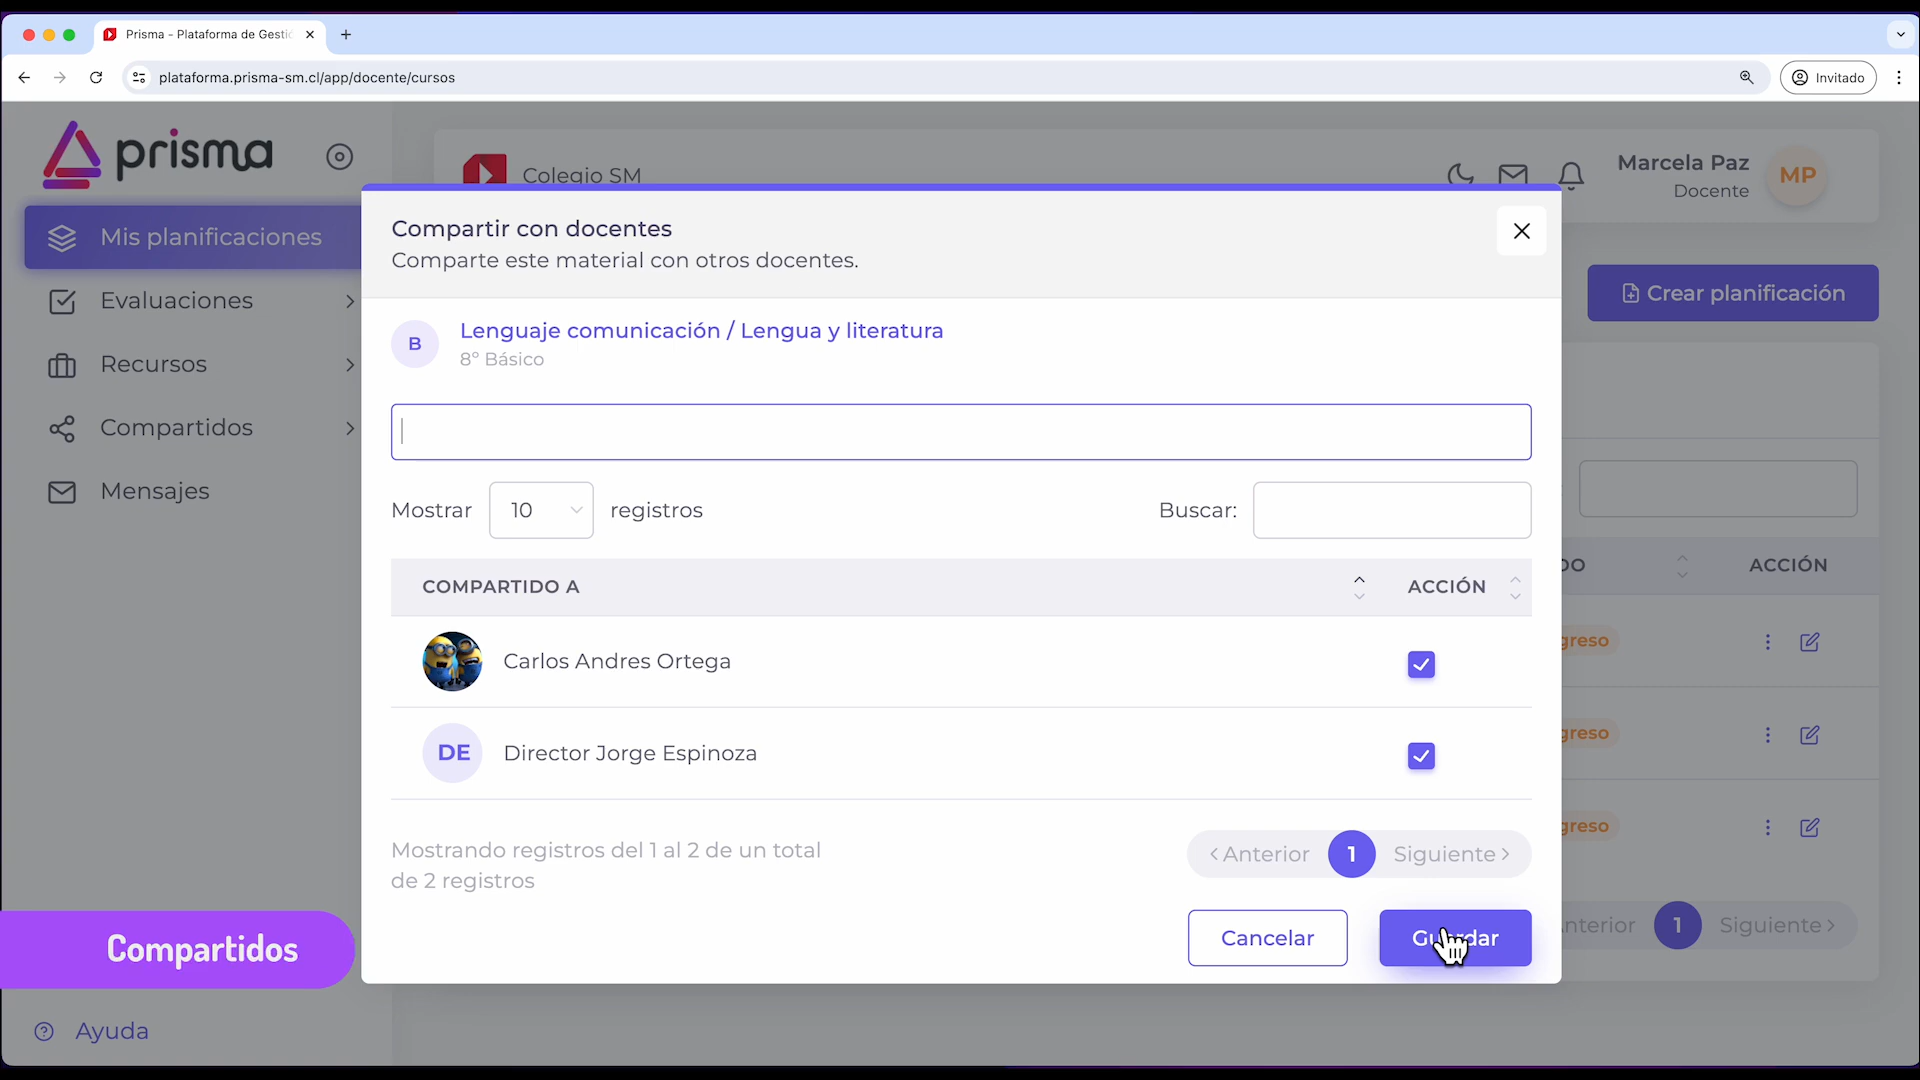 Prisma - Plataforma de Gesti
plataforma.prisma-sm.cl/app/docente/cursos
Invitado
prisma
Colegio SM
Marcela Paz
Docente
MP
Mis planificaciones
Evaluaciones
Recursos
Compartidos
Mensajes
Crear planificación
Compartir con docentes
Comparte este material con otros docentes.
B
Lenguaje comunicación / Lengua y literatura
8° Básico
Mostrar 10 registros
Buscar:
COMPARTIDO A
ACCIÓN
Carlos Andres Ortega
DE
Director Jorge Espinoza
Mostrando registros del 1 al 2 de un total
de 2 registros
Anterior 1 Siguiente
Cancelar
Guardar
DO
ACCIÓN
greso
greso
greso
nterior 1 Siguiente
Compartidos
Ayuda